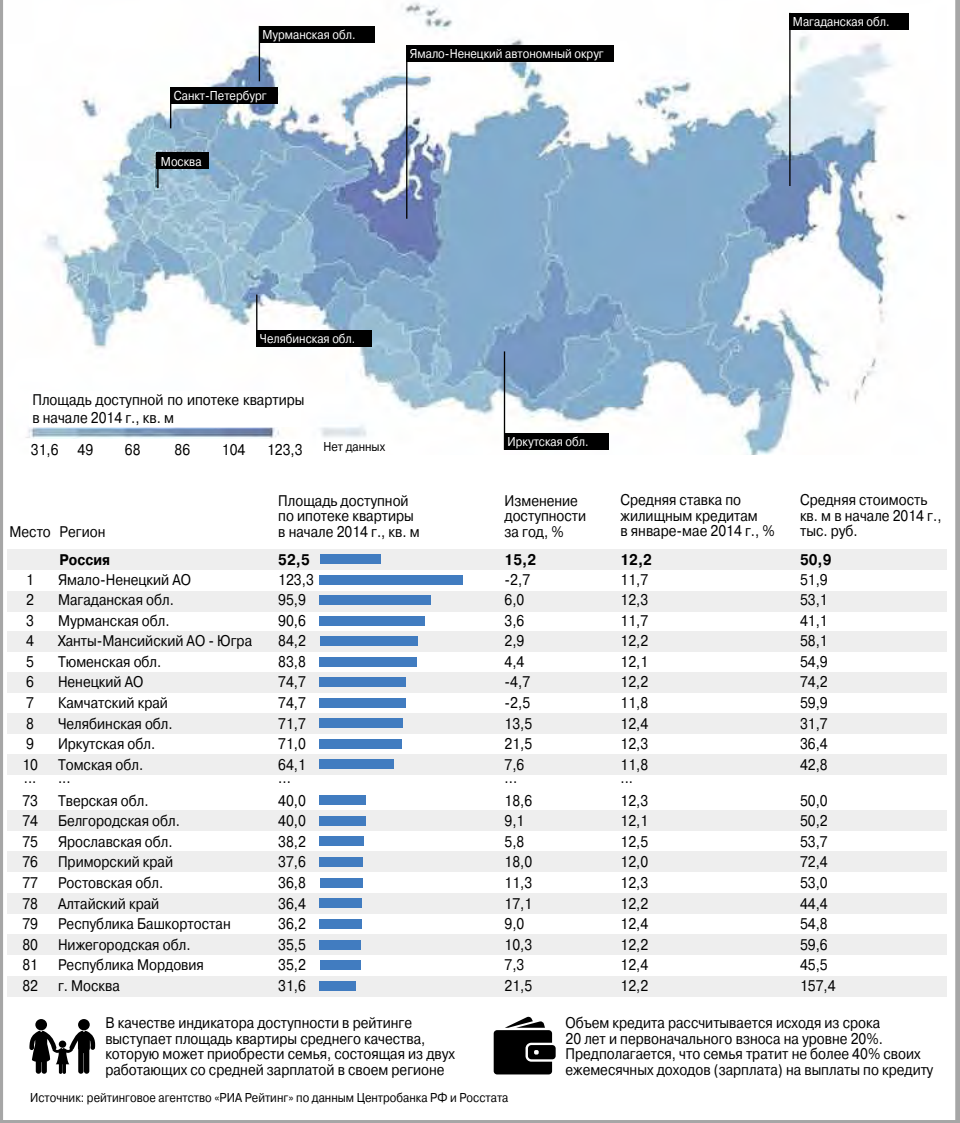 Магаданская обл.
Мурманская обл.
Ямало-Ненецкий автономный округ
Санкт-Петербург
Москва
Челябинская обл.
Иркутская обл.
Площадь доступной по ипотеке квартиры
в начале 2014 г., кв. м
31,6 49 68 86 104 123,3 Нет данных
Место Регион Площадь доступной по ипотеке квартиры в начале 2014 г., кв. м Изменение доступности за год, % Средняя ставка по жилищным кредитам в январе-мае 2014 г., % Средняя стоимость кв. м в начале 2014 г., тыс. руб.
Россия 52,5 15,2 12,2 50,9
1 Ямало-Ненецкий АО 123,3 -2,7 11,7 51,9
2 Магаданская обл. 95,9 6,0 12,3 53,1
3 Мурманская обл. 90,6 3,6 11,7 41,1
4 Ханты-Мансийский АО - Югра 84,2 2,9 12,2 58,1
5 Тюменская обл. 83,8 4,4 12,1 54,9
6 Ненецкий АО 74,7 -4,7 12,2 74,2
7 Камчатский край 74,7 -2,5 11,8 59,9
8 Челябинская обл. 71,7 13,5 12,4 31,7
9 Иркутская обл. 71,0 21,5 12,3 36,4
10 Томская обл. 64,1 7,6 11,8 42,8
... ... ... ... ... ...
73 Тверская обл. 40,0 18,6 12,3 50,0
74 Белгородская обл. 40,0 9,1 12,1 50,2
75 Ярославская обл. 38,2 5,8 12,5 53,7
76 Приморский край 37,6 18,0 12,0 72,4
77 Ростовская обл. 36,8 11,3 12,3 53,0
78 Алтайский край 36,4 17,1 12,2 44,4
79 Республика Башкортостан 36,2 9,0 12,4 54,8
80 Нижегородская обл. 35,5 10,3 12,2 59,6
81 Республика Мордовия 35,2 7,3 12,4 45,5
82 г. Москва 31,6 21,5 12,2 157,4
В качестве индикатора доступности в рейтинге
выступает площадь квартиры среднего качества,
которую может приобрести семья, состоящая из двух
работающих со средней зарплатой в своем регионе
Объем кредита рассчитывается исходя из срока
20 лет и первоначального взноса на уровне 20%.
Предполагается, что семья тратит не более 40% своих
ежемесячных доходов (зарплата) на выплаты по кредиту
Источник: рейтинговое агентство «РИА Рейтинг» по данным Центробанка РФ и Росстата